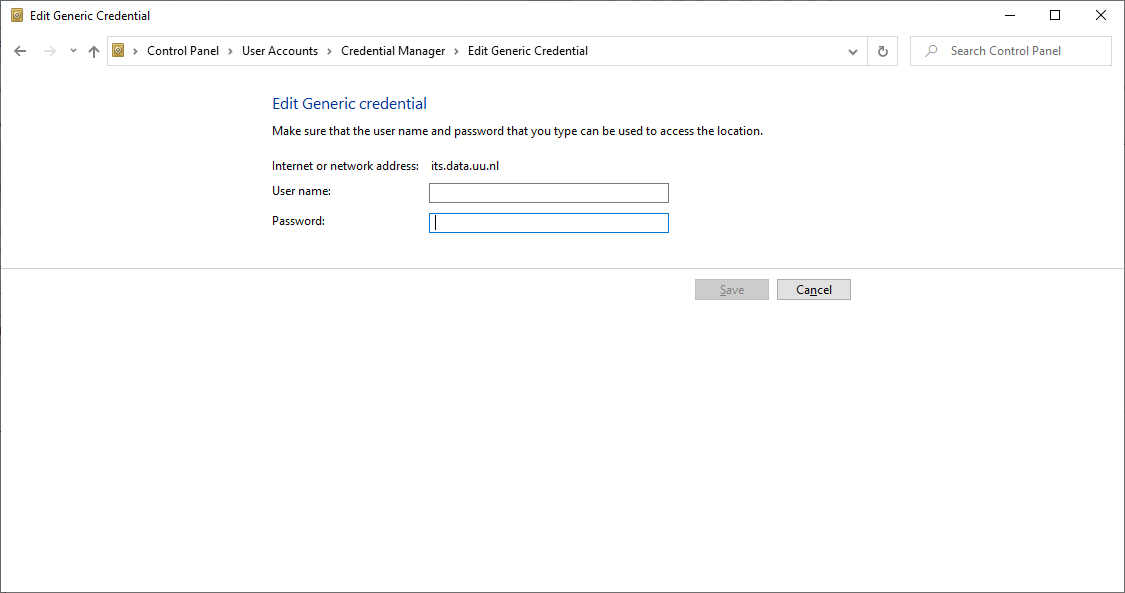 Edit Generic Credential
Control Panel > User Accounts > Credential Manager > Edit Generic Credential
Search Control Panel
Edit Generic credential
Make sure that the user name and password that you type can be used to access the location.
Internet or network address: its.data.uu.nl
User name:
Password:
Save Cancel